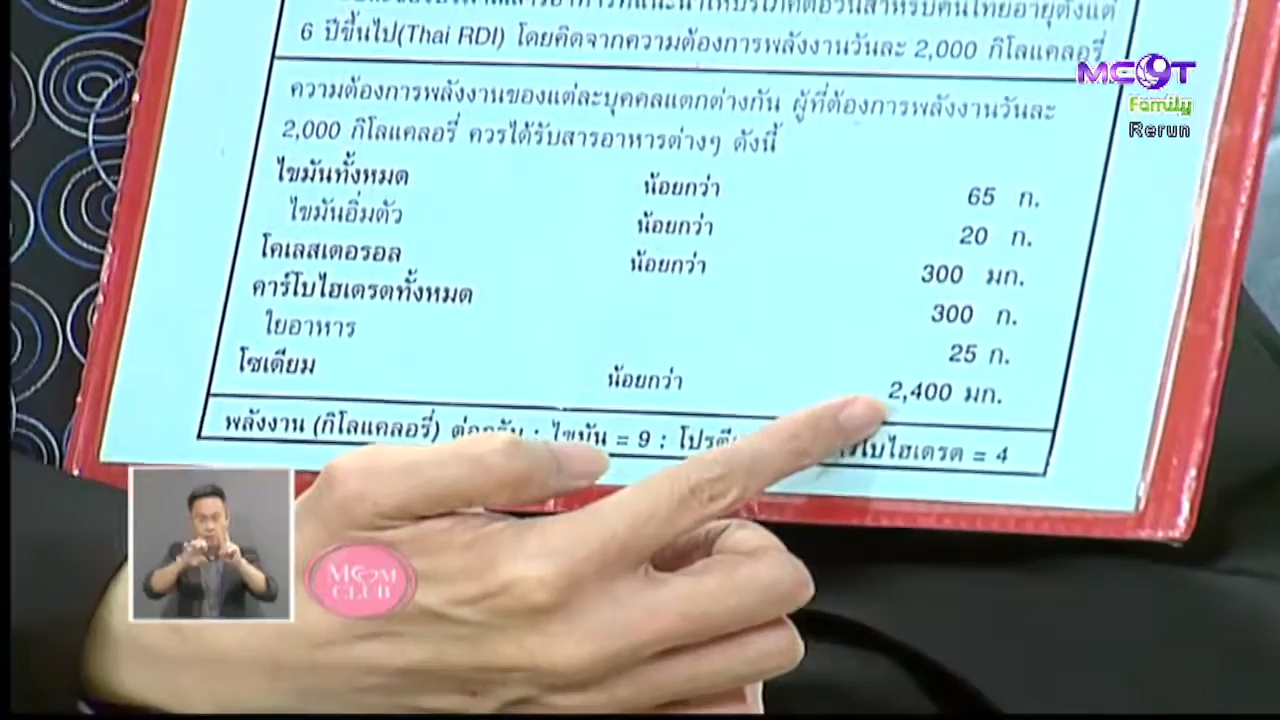 6 ปีขึ้นไป(Thai RDI) โดยคิดจากความต้องการพลังงานวันละ 2,000 กิโลแคลอรี่
MCOT
Family
Rerun
ความต้องการพลังงานของแต่ละบุคคลแตกต่างกัน ผู้ที่ต้องการพลังงานวันละ
2,000 กิโลแคลอรี่ ควรได้รับสารอาหารต่างๆ ดังนี้
ไขมันทั้งหมด น้อยกว่า 65 ก.
ไขมันอิ่มตัว น้อยกว่า 20 ก.
โคเลสเตอรอล น้อยกว่า 300 มก.
คาร์โบไฮเดรตทั้งหมด 300 ก.
ใยอาหาร 25 ก.
โซเดียม น้อยกว่า 2,400 มก.
พลังงาน (กิโลแคลอรี่) ต่อกรัม : ไขมัน = 9 : = 4
MOM
CLUB